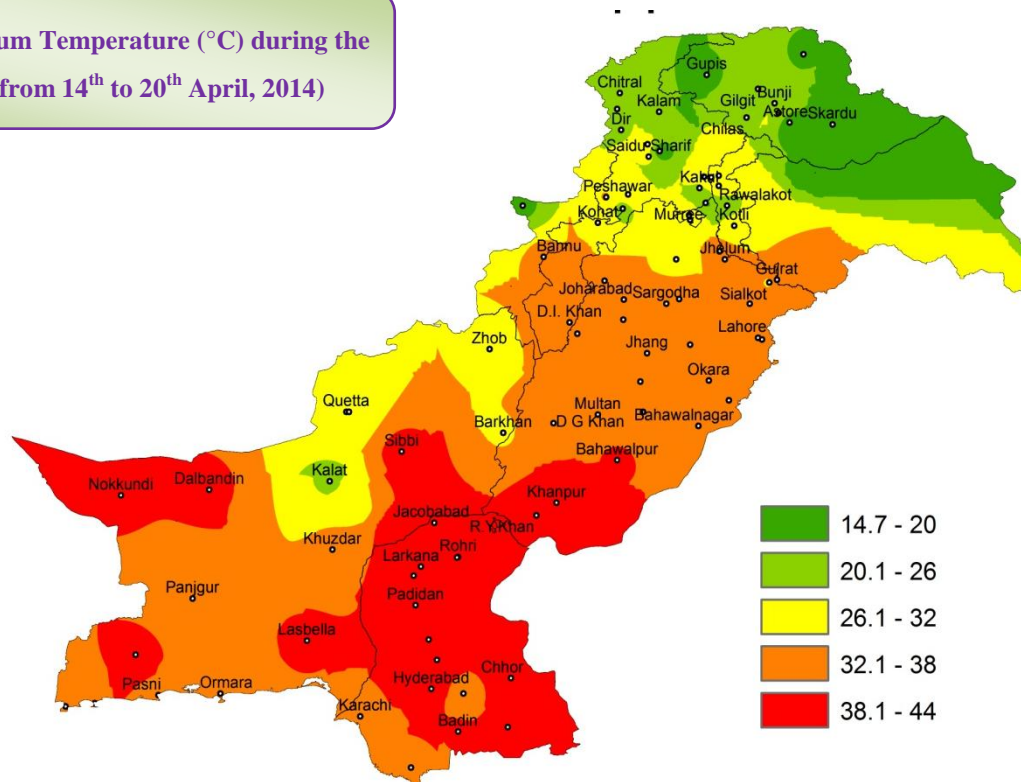 um Temperature (°C) during the
from 14th to 20th April, 2014)
Gupis
Chitral
Bunji
Gilgit
Kalam
Astore
Skardu
Dir
Chilas
Saidu Sharif
Peshawar
Rawalakot
Kohat
Murree
Kotli
Bannu
Jhelum
Gujrat
Joharabad
Sargodha
Sialkot
D.I. Khan
Lahore
Zhob
Jhang
Okara
Quetta
Multan
Barkhan
D G Khan
Bahawalnagar
Sibbi
Bahawalpur
Kalat
Nokkundi
Dalbandin
Khanpur
Jacobabad
R.Y.Khan
Khuzdar
Rohri
Larkana
Panjgur
Padidan
Lasbella
Chhor
Pasni
Ormara
Hyderabad
Karachi
Badin
14.7 - 20
20.1 - 26
26.1 - 32
32.1 - 38
38.1 - 44